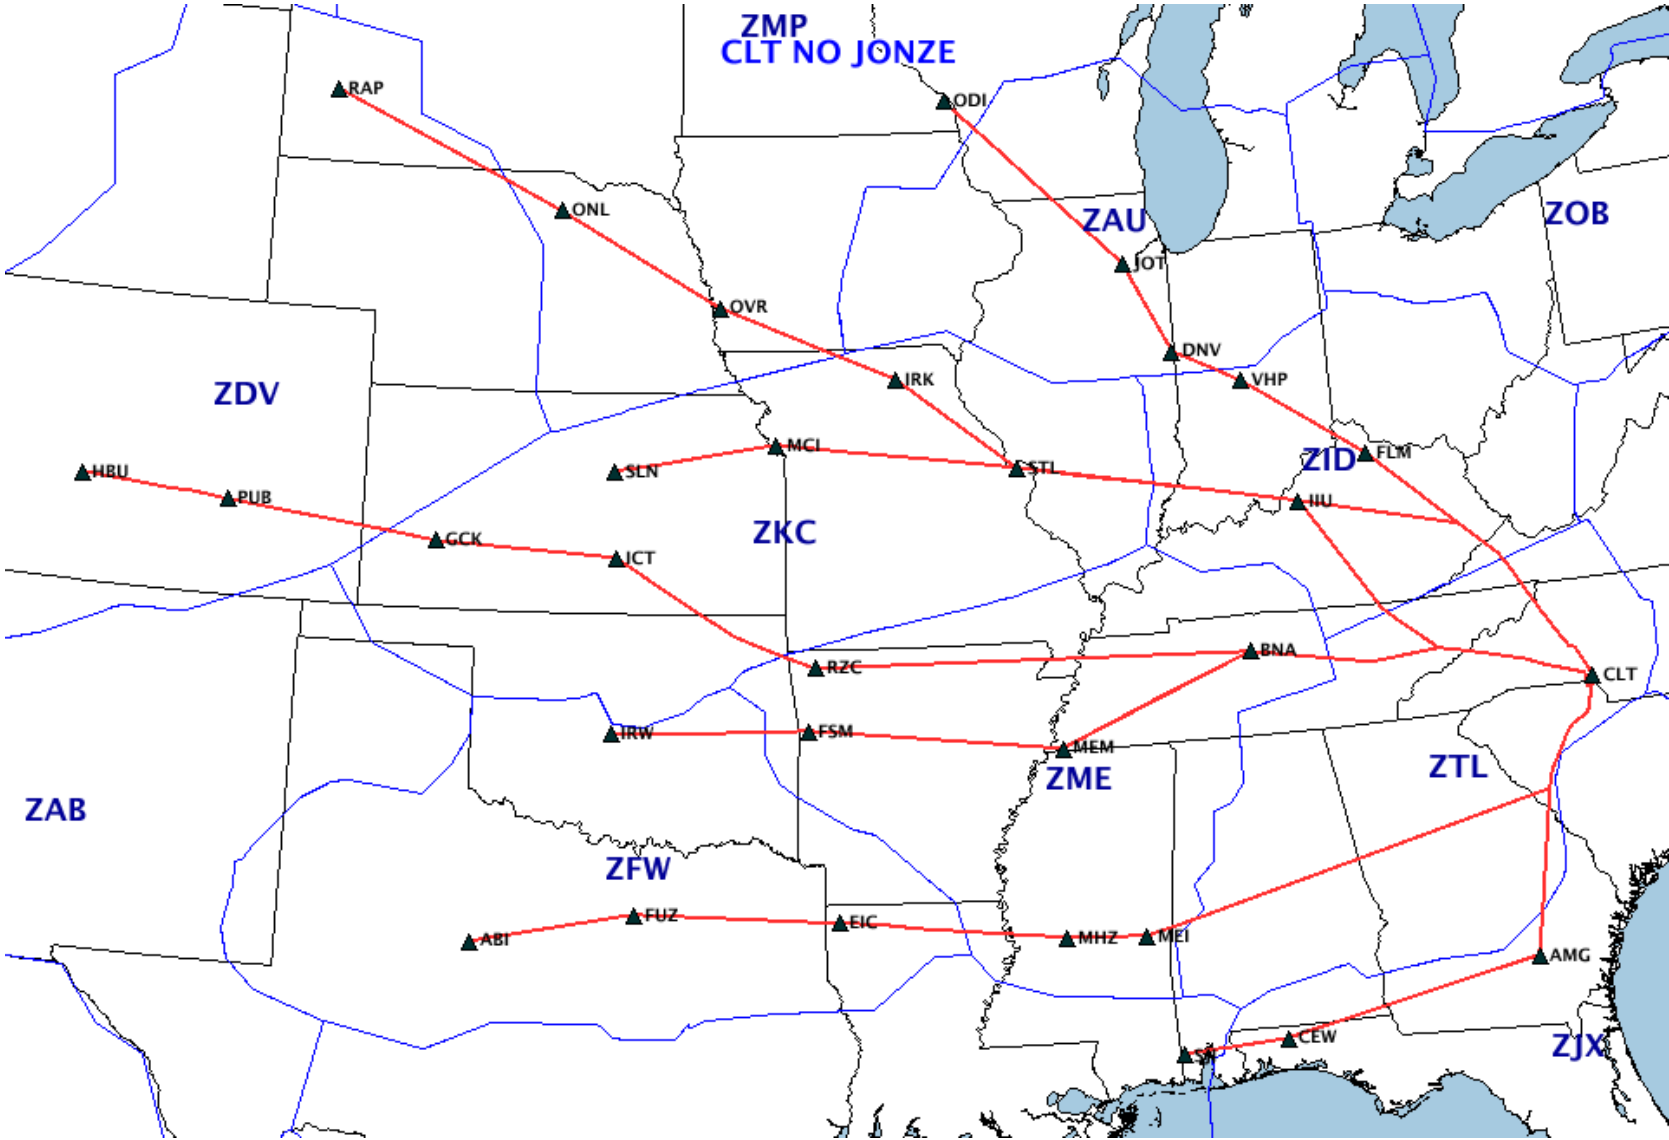 ZMP
CLT NO JONZE
RAP
ODI
ONL
ZAU
ZOB
JOT
OVR
DNV
ZDV
IRK
VHP
MCI
FLM
ZID
HBU
SLN
STL
PUB
IIU
ZKC
GCK
ICT
BNA
RZC
CLT
IRW
FSM
MEM
ZME
ZTL
ZAB
ZFW
FUZ
EIC
ABI
MHZ
MEI
AMG
CEW
ZJX